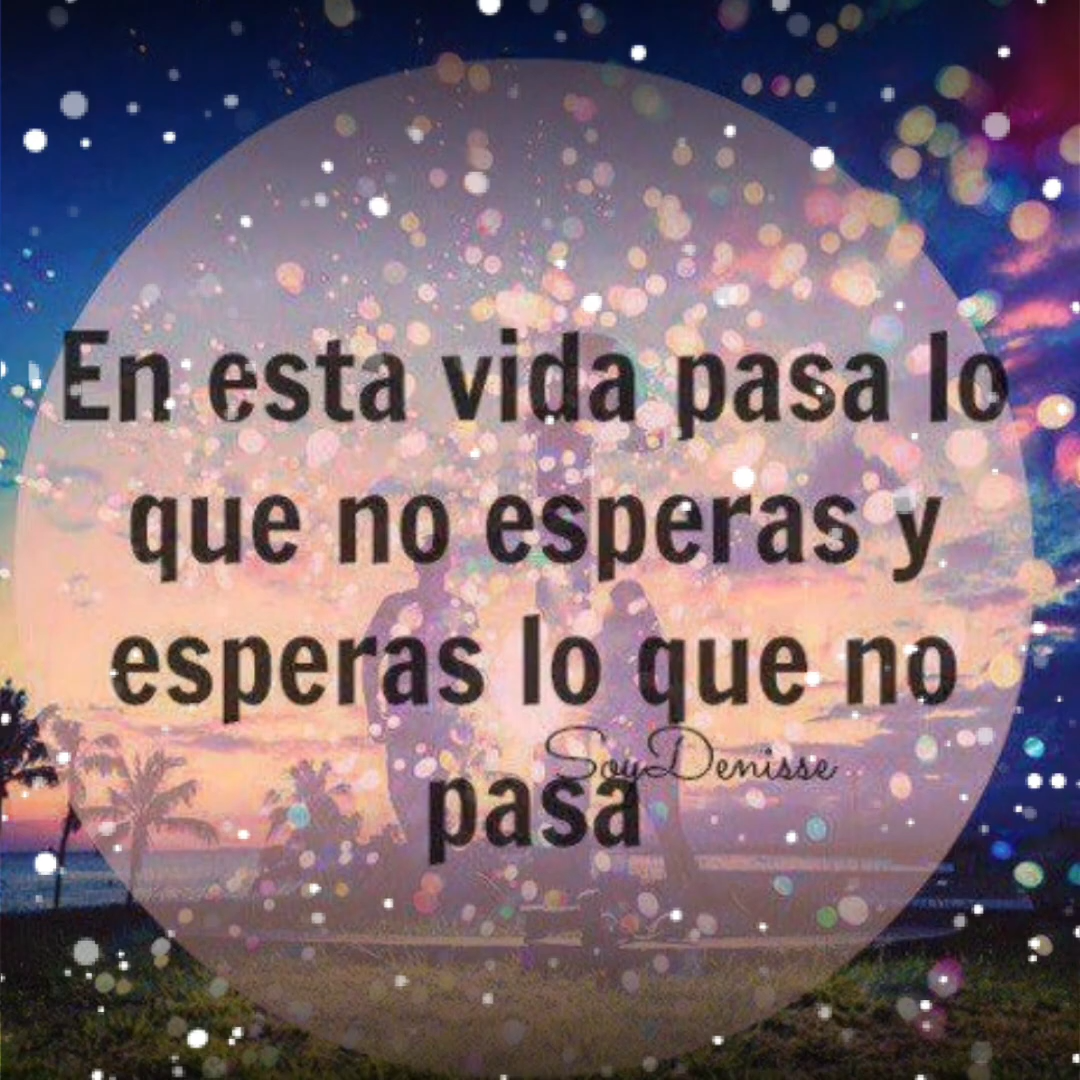 En esta vida pasa lo
que no esperas y
esperas lo que no
pasa
SoyDenisse